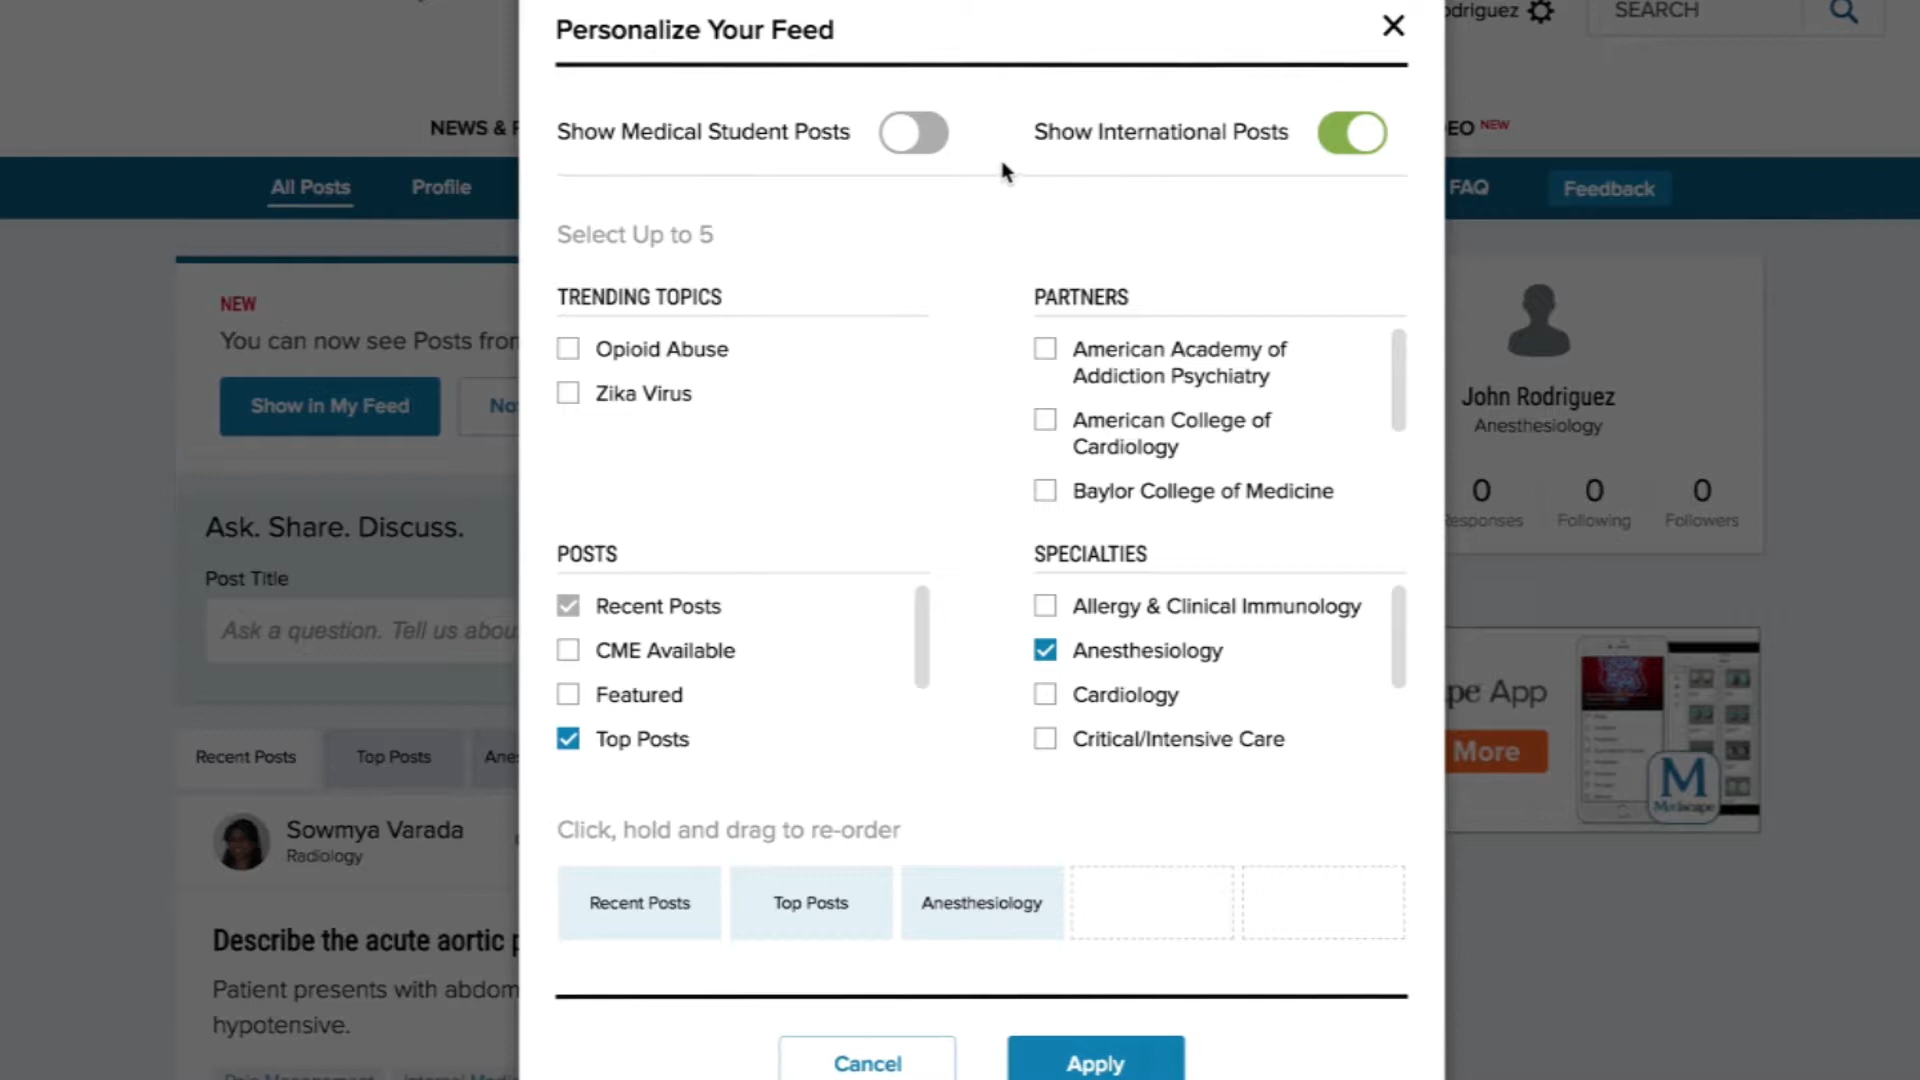 Personalize Your Feed
driguez
SEARCH
Show Medical Student Posts
Show International Posts
NEWS &
EO NEW
All Posts
Profile
FAQ
Feedback
Select Up to 5
NEW
You can now see Posts from
Show in My Feed
TRENDING TOPICS
Opioid Abuse
Zika Virus
PARTNERS
American Academy of
Addiction Psychiatry
American College of
Cardiology
Baylor College of Medicine
John Rodriguez
Anesthesiology
0
0
0
Responses
Following
Followers
Ask. Share. Discuss.
Post Title
Ask a question. Tell us abou
POSTS
Recent Posts
CME Available
Featured
Top Posts
SPECIALTIES
Allergy & Clinical Immunology
Anesthesiology
Cardiology
Critical/Intensive Care
pe App
More
M
Medscape
Recent Posts
Top Posts
Anes
Sowmya Varada
Radiology
Click, hold and drag to re-order
Recent Posts
Top Posts
Anesthesiology
Describe the acute aortic p
Patient presents with abdom
hypotensive.
Cancel
Apply